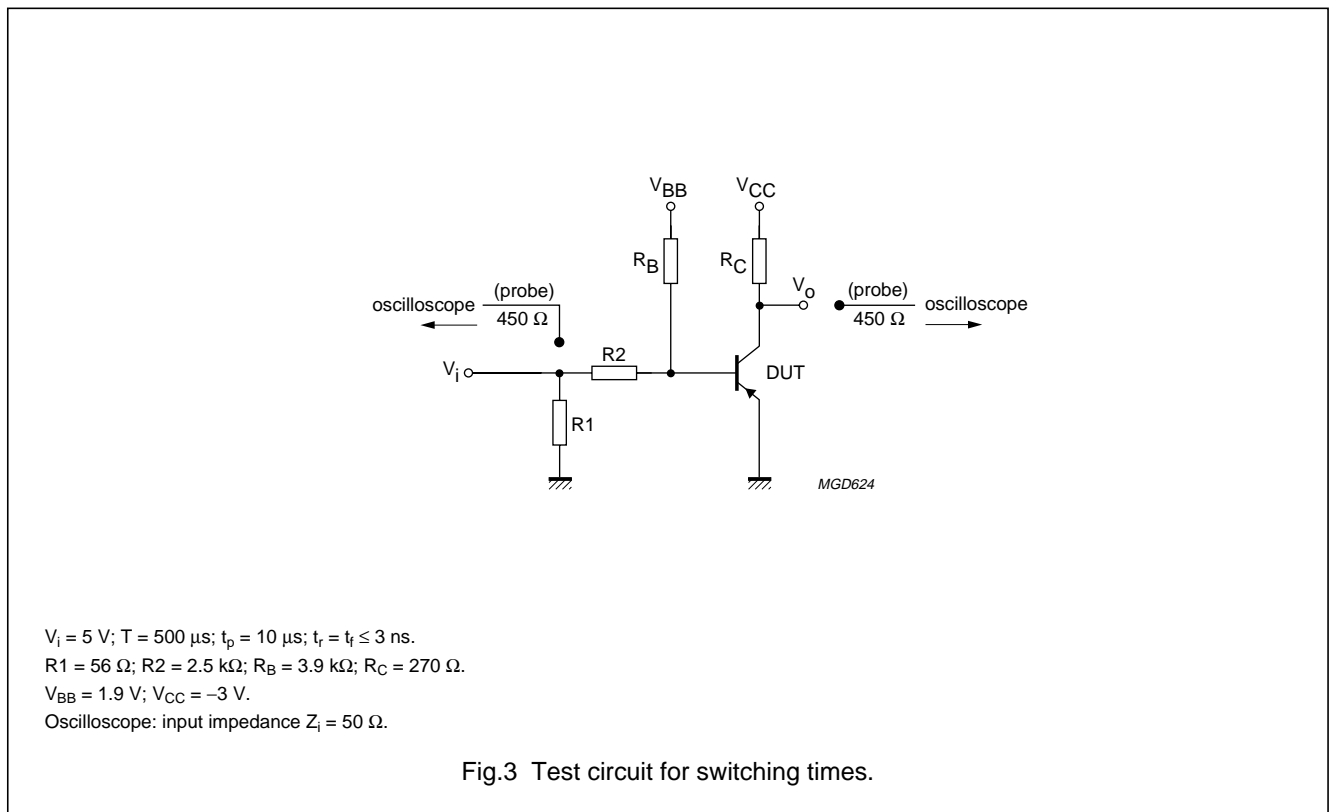 V_BB V_CC
R_B R_C
V_o
(probe) (probe)
oscilloscope oscilloscope
450 Ω 450 Ω
R2
V_i DUT
R1
MGD624
V_i = 5 V; T = 500 μs; t_p = 10 μs; t_r = t_f ≤ 3 ns.
R1 = 56 Ω; R2 = 2.5 kΩ; R_B = 3.9 kΩ; R_C = 270 Ω.
V_BB = 1.9 V; V_CC = −3 V.
Oscilloscope: input impedance Z_i = 50 Ω.
Fig.3 Test circuit for switching times.